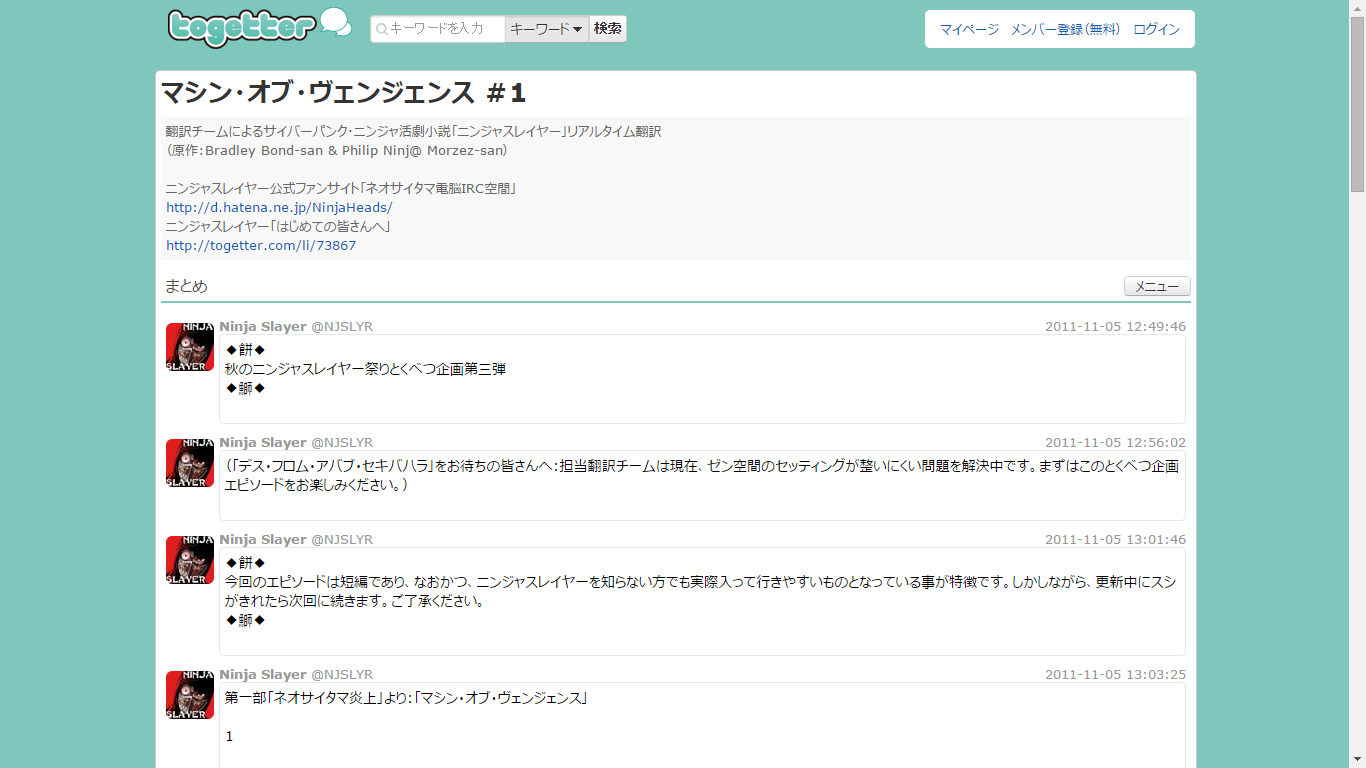 togetter
キーワードを入力
キーワード▼
検索
マイページ メンバー登録(無料) ログイン
マシン・オブ・ヴェンジェンス #1
翻訳チームによるサイバーパンク・ニンジャ活劇小説「ニンジャスレイヤー」リアルタイム翻訳
(原作:Bradley Bond-san & Philip Ninj@ Morzez-san)
ニンジャスレイヤー公式ファンサイト「ネオサイタマ電脳IRC空間」
http://d.hatena.ne.jp/NinjaHeads/
ニンジャスレイヤー「はじめての皆さんへ」
http://togetter.com/li/73867
まとめ
メニュー
NINJA
SLAYER
Ninja Slayer @NJSLYR 2011-11-05 12:49:46
◆餅◆
秋のニンジャスレイヤー祭りとくべつ企画第三弾
◆鰤◆
NINJA
SLAYER
Ninja Slayer @NJSLYR 2011-11-05 12:56:02
(「デス・フロム・アバブ・セキバハラ」をお待ちの皆さんへ:担当翻訳チームは現在、ゼン空間のセッティングが整いにくい問題を解決中です。まずはこのとくべつ企画
エピソードをお楽しみください。)
NINJA
SLAYER
Ninja Slayer @NJSLYR 2011-11-05 13:01:46
◆餅◆
今回のエピソードは短編であり、なおかつ、ニンジャスレイヤーを知らない方でも実際入って行きやすいものとなっている事が特徴です。しかしながら、更新中にスシ
がきれたら次回に続きます。ご了承ください。
◆鰤◆
NINJA
SLAYER
Ninja Slayer @NJSLYR 2011-11-05 13:03:25
第一部「ネオサイタマ炎上」より:「マシン・オブ・ヴェンジェンス」
1